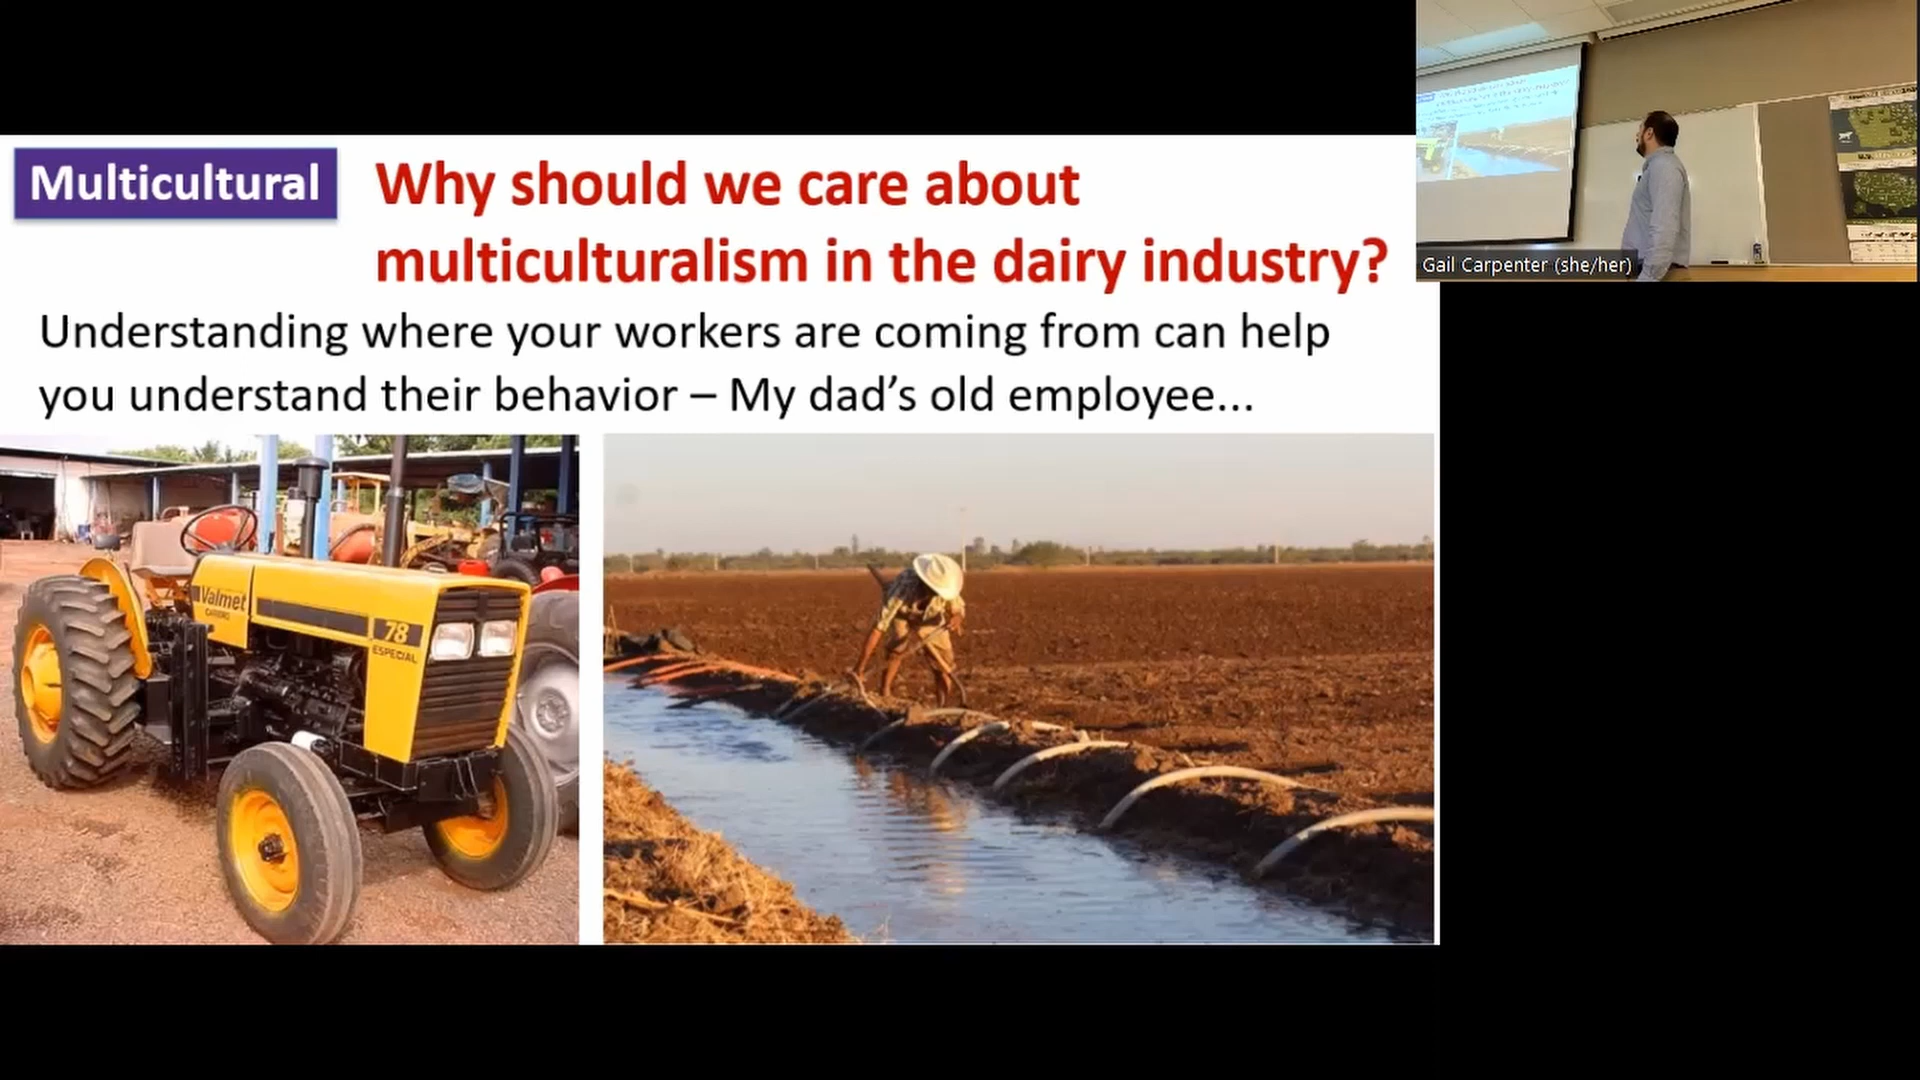 Multicultural
Why should we care about
multiculturalism in the dairy industry?
Understanding where your workers are coming from can help
you understand their behavior – My dad's old employee...
Valmet
78
ESPECIAL
Gail Carpenter (she/her)